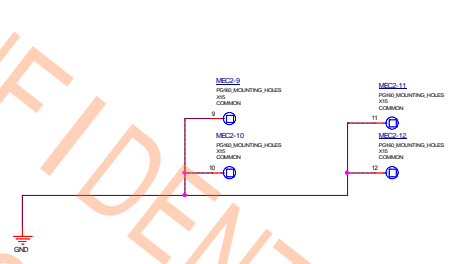 MEC2-9
PG160_MOUNTING_HOLES
X15
COMMON
9
MEC2-10
PG160_MOUNTING_HOLES
X15
COMMON
10
MEC2-11
PG160_MOUNTING_HOLES
X15
COMMON
11
MEC2-12
PG160_MOUNTING_HOLES
X15
COMMON
12
GND
FIDENT